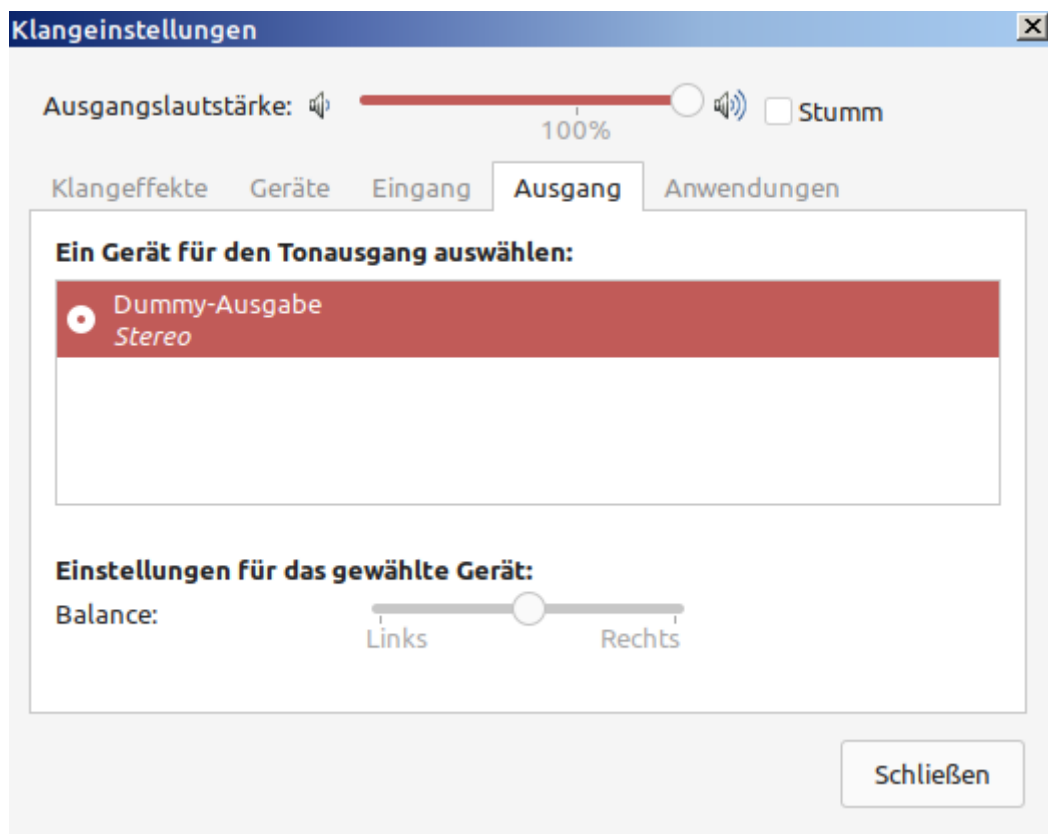 Klangeinstellungen
Ausgangslautstärke: Stumm
100%
Klangeffekte Geräte Eingang Ausgang Anwendungen
Ein Gerät für den Tonausgang auswählen:
Dummy-Ausgabe
Stereo
Einstellungen für das gewählte Gerät:
Balance:
Links Rechts
Schließen